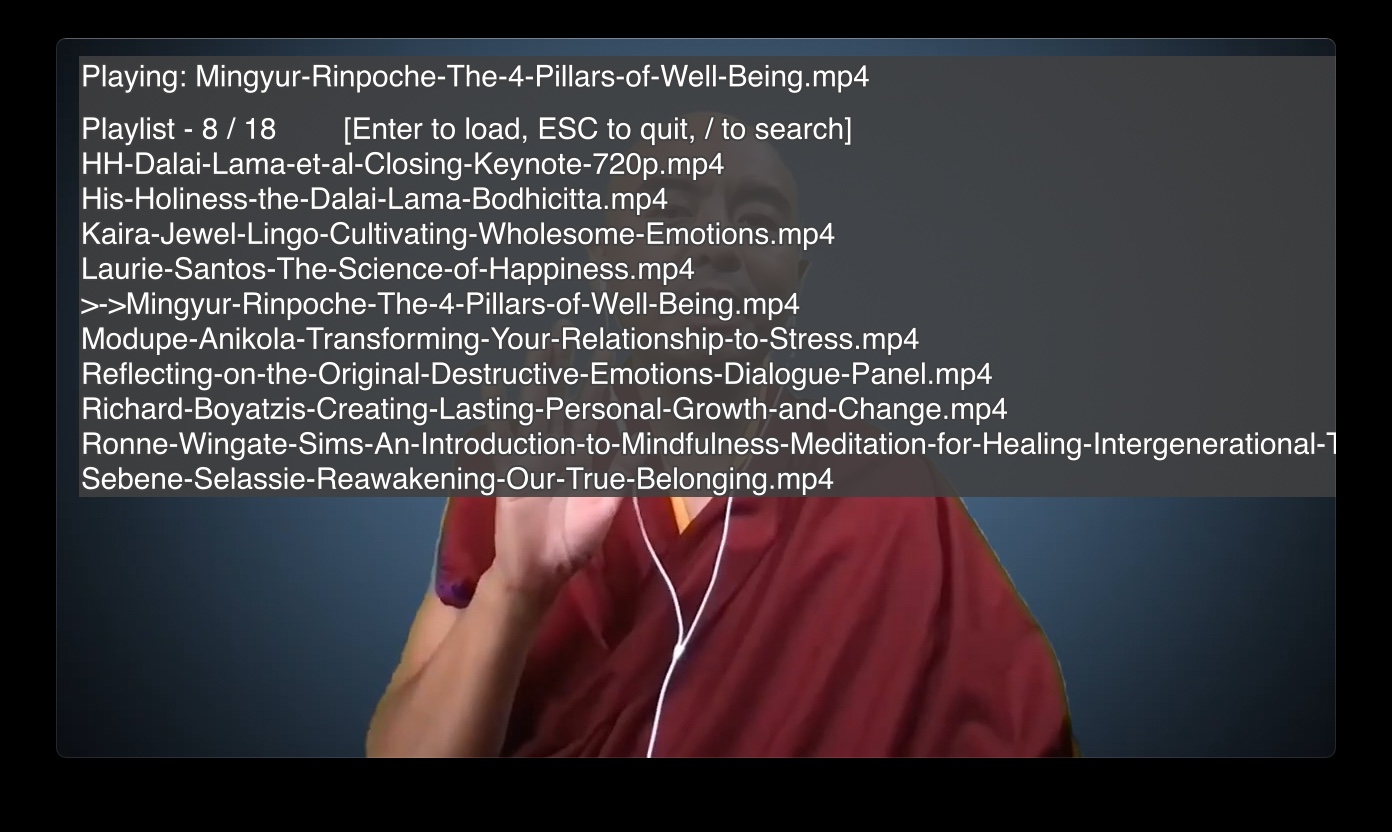 Playing: Mingyur-Rinpoche-The-4-Pillars-of-Well-Being.mp4
Playlist - 8 / 18 [Enter to load, ESC to quit, / to search]
HH-Dalai-Lama-et-al-Closing-Keynote-720p.mp4
His-Holiness-the-Dalai-Lama-Bodhicitta.mp4
Kaira-Jewel-Lingo-Cultivating-Wholesome-Emotions.mp4
Laurie-Santos-The-Science-of-Happiness.mp4
>->Mingyur-Rinpoche-The-4-Pillars-of-Well-Being.mp4
Modupe-Anikola-Transforming-Your-Relationship-to-Stress.mp4
Reflecting-on-the-Original-Destructive-Emotions-Dialogue-Panel.mp4
Richard-Boyatzis-Creating-Lasting-Personal-Growth-and-Change.mp4
Ronne-Wingate-Sims-An-Introduction-to-Mindfulness-Meditation-for-Healing-Intergenerational-T
Sebene-Selassie-Reawakening-Our-True-Belonging.mp4